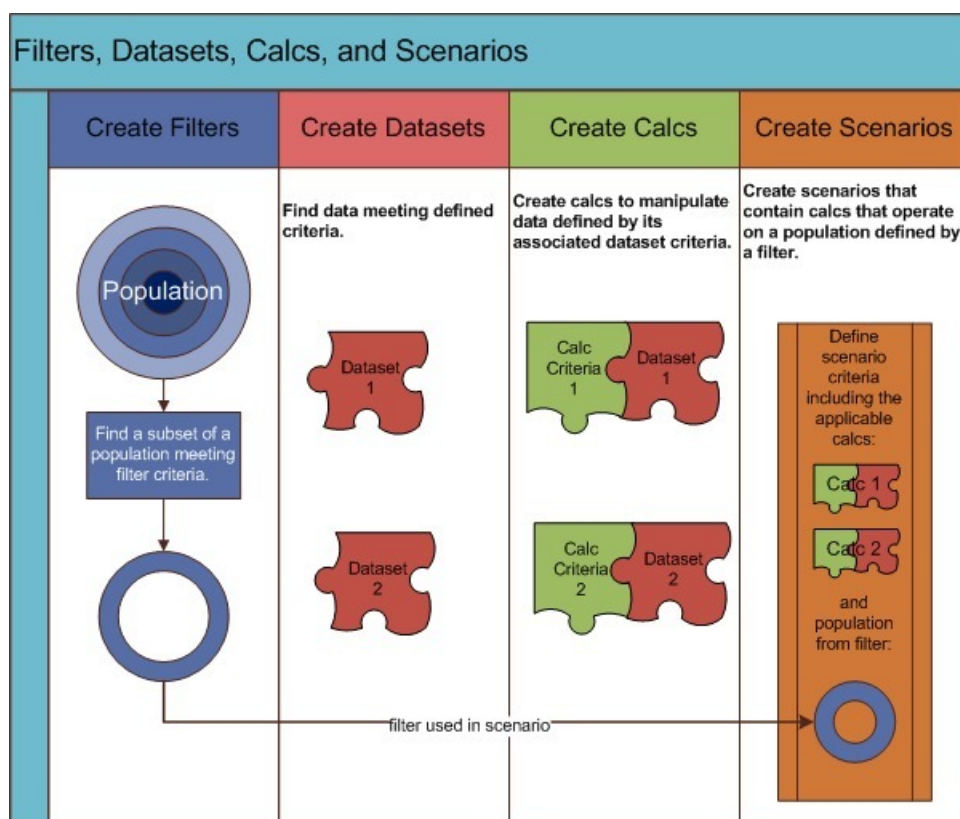 Filters, Datasets, Calcs, and Scenarios
Create Filters
Create Datasets
Create Calcs
Create Scenarios
Population
Find a subset of a
population meeting
filter criteria.
Find data meeting defined
criteria.
Dataset
1
Dataset
2
Create calcs to manipulate
data defined by its
associated dataset criteria.
Calc
Criteria
1
Dataset
1
Calc
Criteria
2
Dataset
2
Create scenarios that
contain calcs that operate
on a population defined by
a filter.
Define
scenario
criteria
including the
applicable
calcs:
Calc 1
Calc 2
and
population
from filter:
filter used in scenario